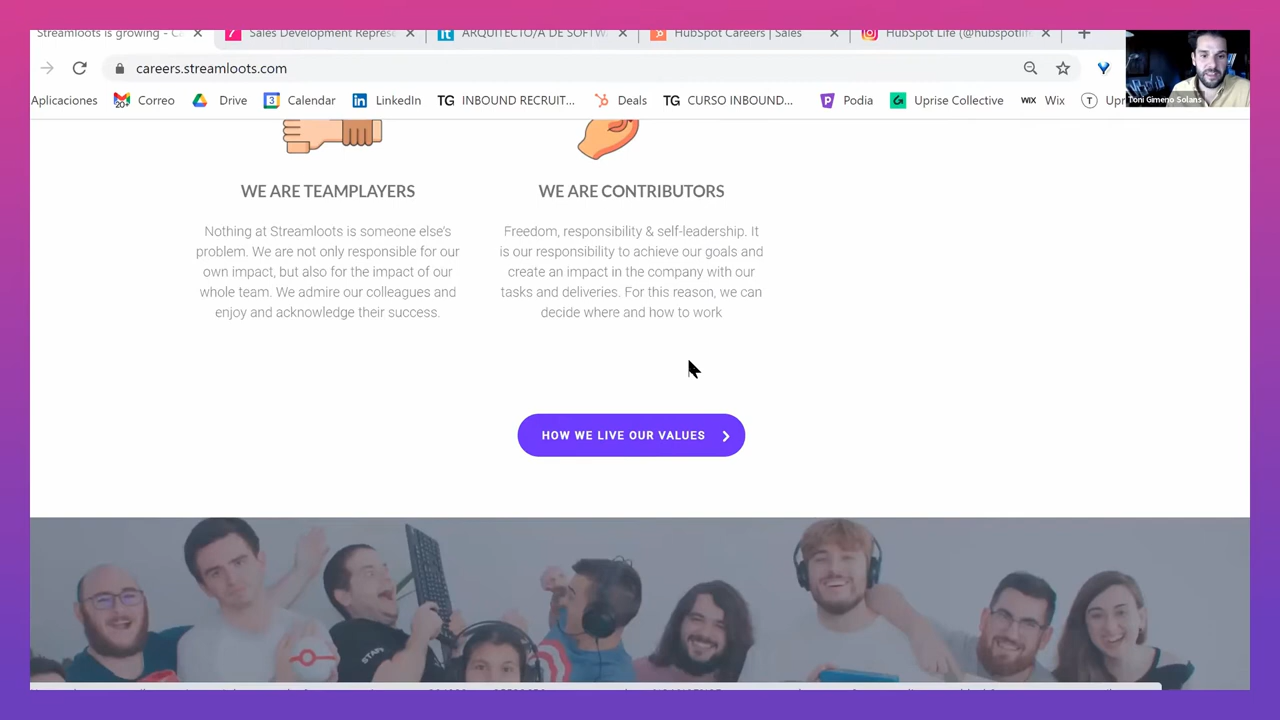 Streamloots is growing - C
Sales Development Represe
ARQUITECTO/A DE SOFTW
HubSpot Careers | Sales
HubSpot Life (@hubspotlife
careers.streamloots.com
Toni Gimeno Solans
Aplicaciones
Correo
Drive
Calendar
LinkedIn
TG INBOUND RECRUIT...
Deals
TG CURSO INBOUND...
Podia
Uprise Collective
WIX Wix
Upr
WE ARE TEAMPLAYERS
Nothing at Streamloots is someone else's
problem. We are not only responsible for our
own impact, but also for the impact of our
whole team. We admire our colleagues and
enjoy and acknowledge their success.
WE ARE CONTRIBUTORS
Freedom, responsibility & self-leadership. It
is our responsibility to achieve our goals and
create an impact in the company with our
tasks and deliveries. For this reason, we can
decide where and how to work
HOW WE LIVE OUR VALUES
STAFF